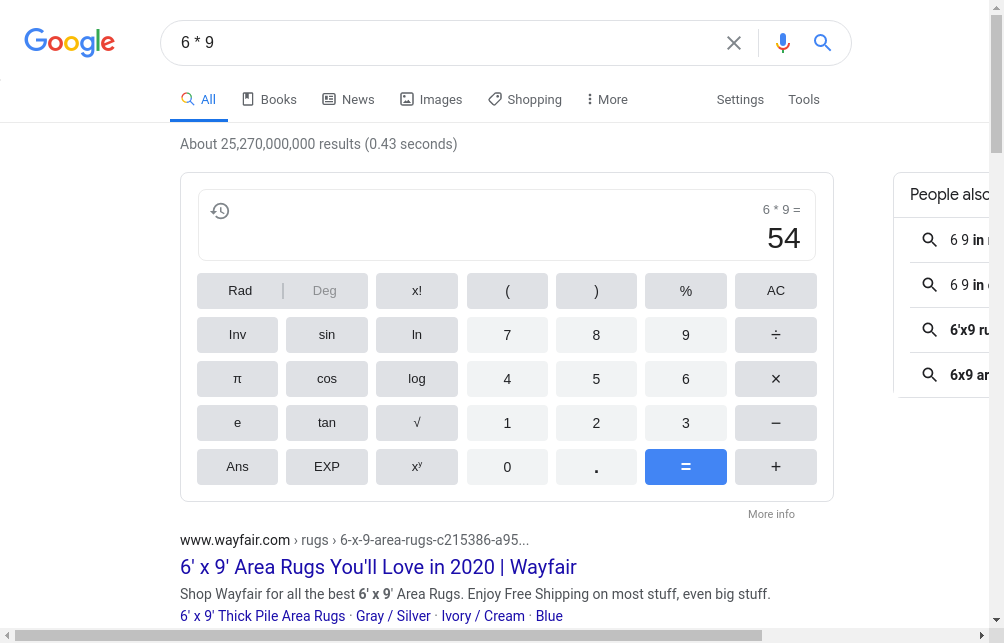 Google
6 * 9
All
Books
News
Images
Shopping
More
Settings
Tools
About 25,270,000,000 results (0.43 seconds)
6 * 9 =
54
Rad | Deg x! ( ) % AC
Inv sin ln 7 8 9 ÷
π cos log 4 5 6 ×
e tan √ 1 2 3 −
Ans EXP xʸ 0 . = +
More info
People also
6 9 in
6 9 in
6'x9 ru
6x9 ar
www.wayfair.com › rugs › 6-x-9-area-rugs-c215386-a95...
6' x 9' Area Rugs You'll Love in 2020 | Wayfair
Shop Wayfair for all the best 6' x 9' Area Rugs. Enjoy Free Shipping on most stuff, even big stuff.
6' x 9' Thick Pile Area Rugs · Gray / Silver · Ivory / Cream · Blue